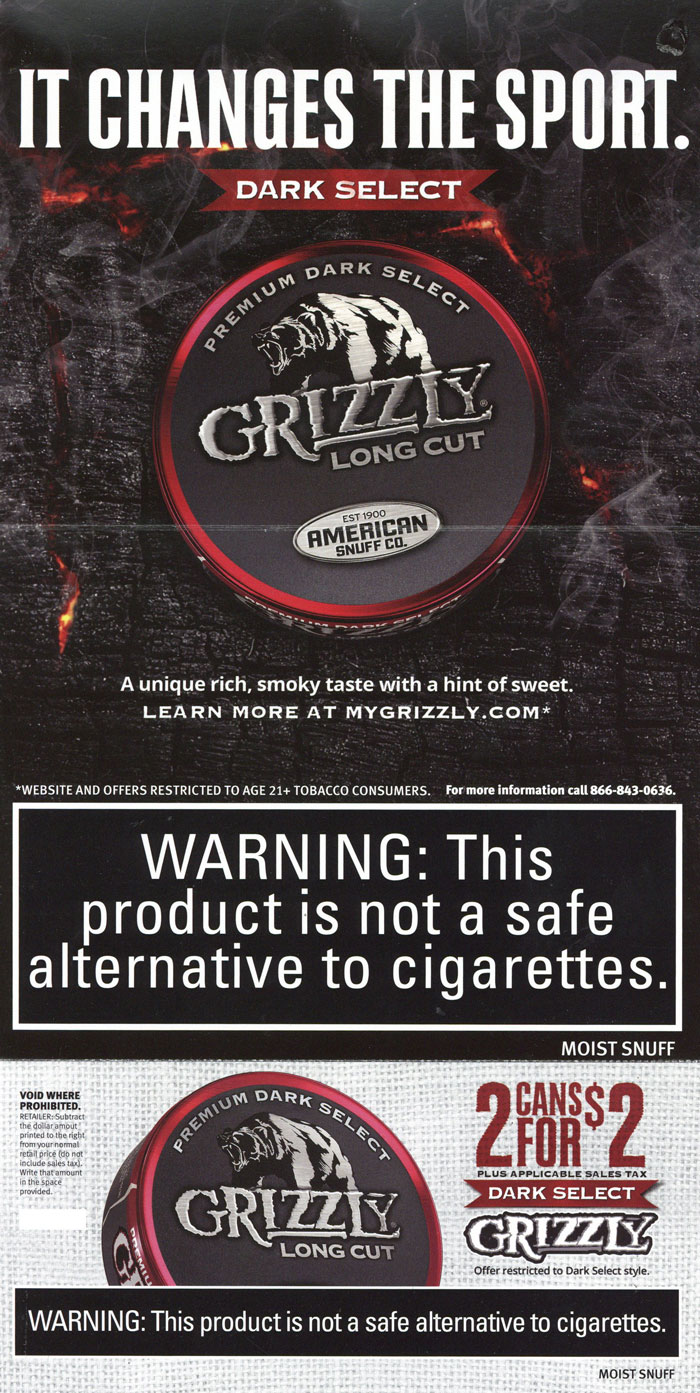 IT CHANGES THE SPORT.
DARK SELECT
PREMIUM DARK SELECT
GRIZZLY®
LONG CUT
EST 1900
AMERICAN
SNUFF CO.
PREMIUM DARK SELECT
A unique rich, smoky taste with a hint of sweet.
LEARN MORE AT MYGRIZZLY.COM*
*WEBSITE AND OFFERS RESTRICTED TO AGE 21+ TOBACCO CONSUMERS. For more information call 866-843-0636.
WARNING: This
product is not a safe
alternative to cigarettes.
MOIST SNUFF
VOID WHERE
PROHIBITED.
RETAILER: Subtract
the dollar amout
printed to the right
from your normal
retail price (do not
include sales tax).
Write that amount
in the space
provided.
PREMIUM DARK SELECT
GRIZZLY
LONG CUT
PREMIU
G
2 CANS FOR $2
PLUS APPLICABLE SALES TAX
DARK SELECT
GRIZZLY
Offer restricted to Dark Select style.
WARNING: This product is not a safe alternative to cigarettes.
MOIST SNUFF